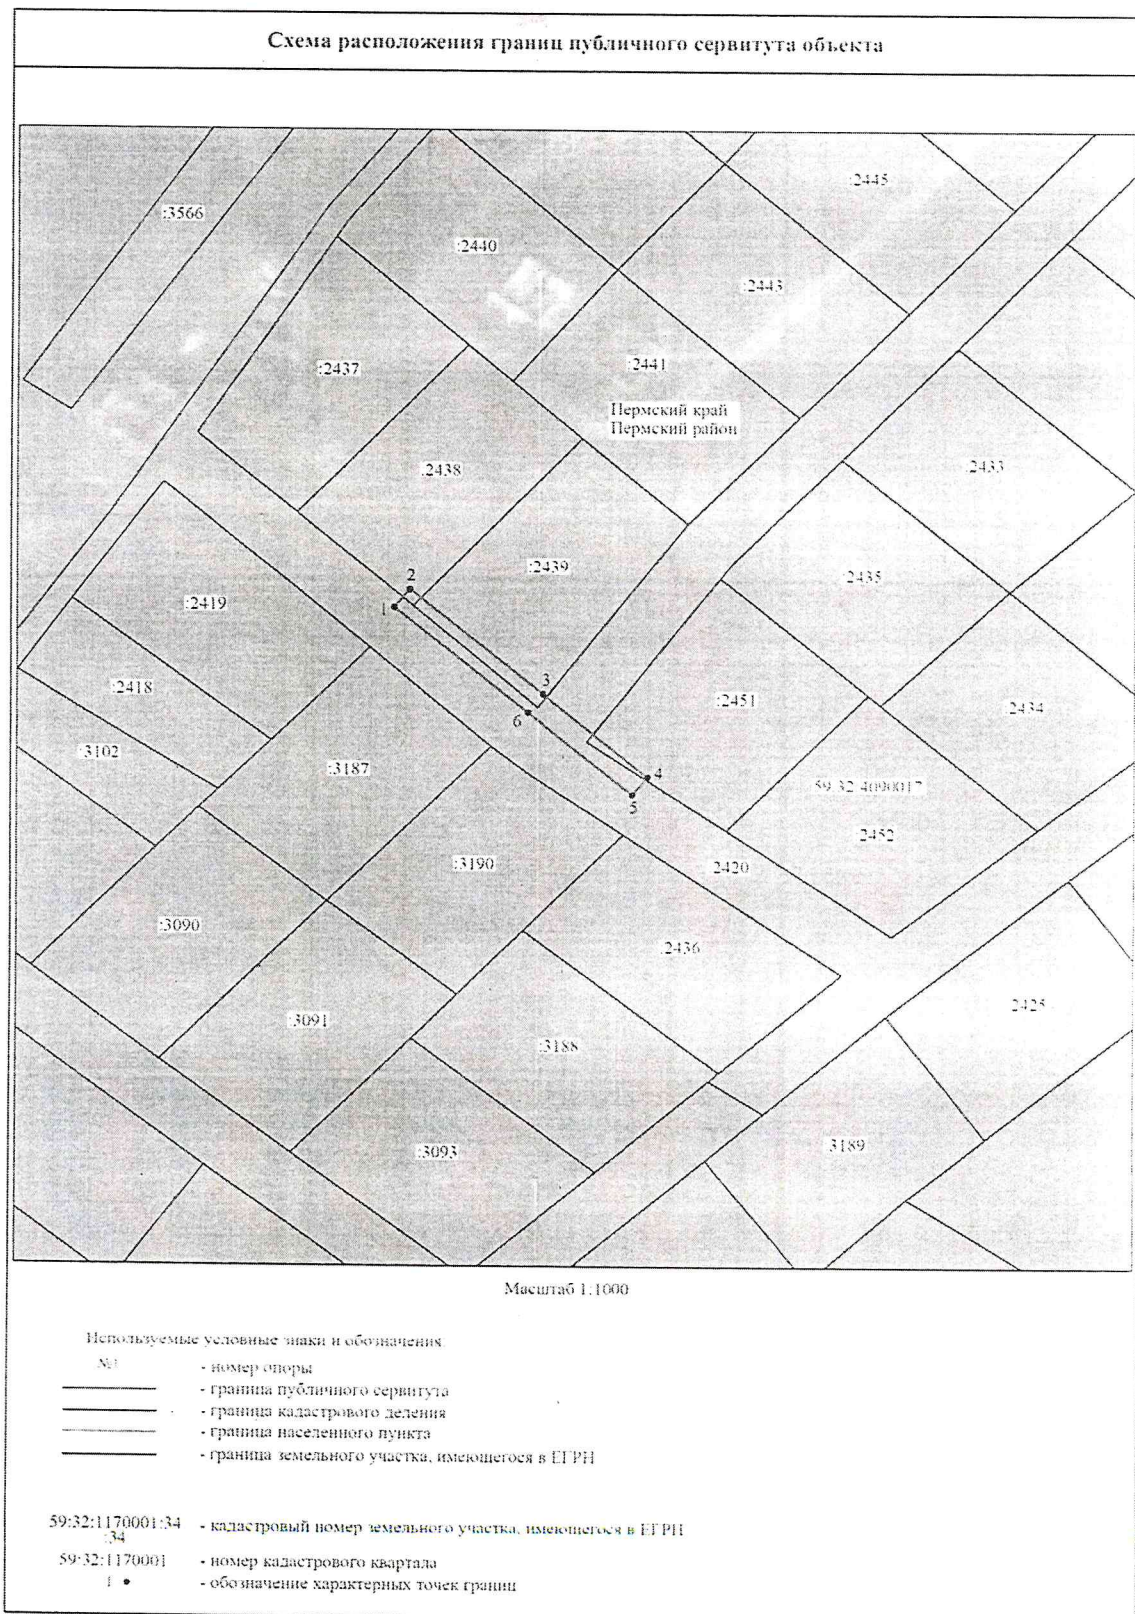 Схема расположения границ публичного сервитута объекта
:2445
:3566
:2440
:2443
:2441
:2437
Пермский край
Пермский район
:2438
:2433
:2439
2435
2
:2419
1
:2418
3
:2451
2434
6
:3102
:3187
4
59:32:4090017
5
2452
:3190
2420
:3090
:2436
2425
:3091
:3188
3189
:3093
Масштаб 1:1000
Используемые условные знаки и обозначения:
№1 - номер опоры
- граница публичного сервитута
- граница кадастрового деления
- граница населенного пункта
- граница земельного участка, имеющегося в ЕГРН
59:32:1170001:34 - кадастровый номер земельного участка, имеющегося в ЕГРН
:34
59:32:1170001 - номер кадастрового квартала
1 • - обозначение характерных точек границ